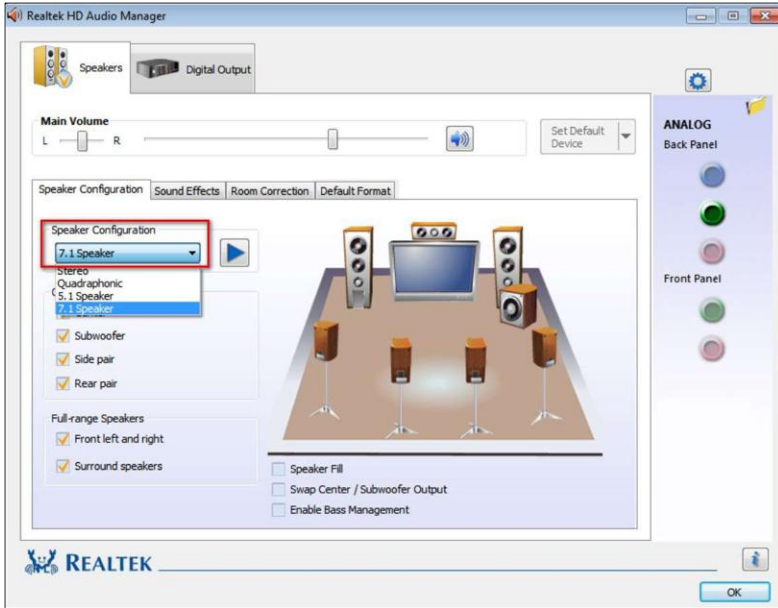 Realtek HD Audio Manager
Speakers
Digital Output
Main Volume
L
R
Set Default
Device
ANALOG
Back Panel
Speaker Configuration
Sound Effects
Room Correction
Default Format
Speaker Configuration
7.1 Speaker
Stereo
Quadraphonic
5.1 Speaker
7.1 Speaker
Subwoofer
Side pair
Rear pair
Front Panel
Full-range Speakers
Front left and right
Surround speakers
Speaker Fill
Swap Center / Subwoofer Output
Enable Bass Management
REALTEK
i
OK